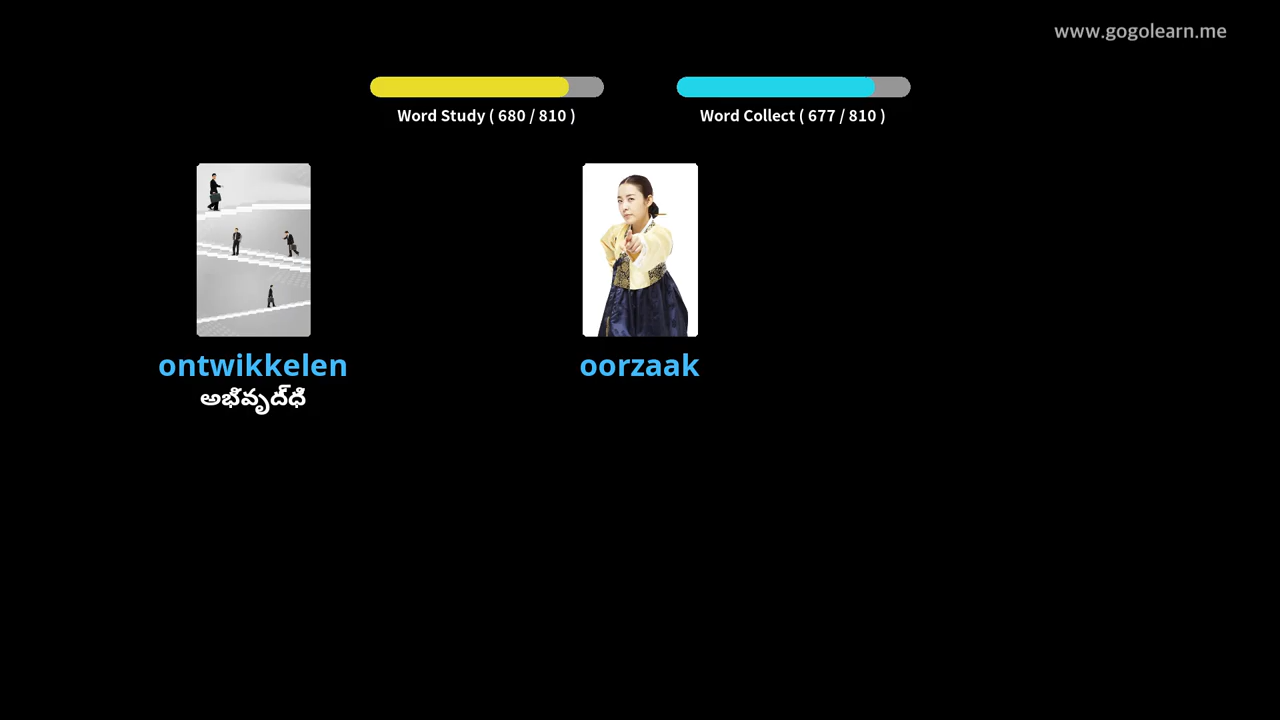 www.gogolearn.me
Word Study ( 680 / 810 )
Word Collect ( 677 / 810 )
ontwikkelen
oorzaak
అభివృద్ధి